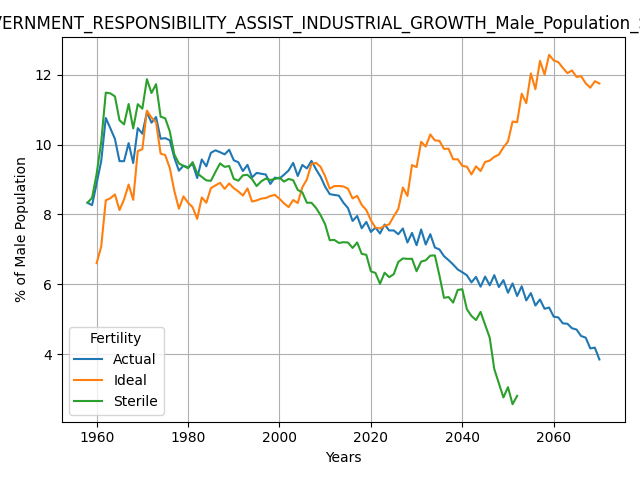 ERNMENT_RESPONSIBILITY_ASSIST_INDUSTRIAL_GROWTH_Male_Population_
% of Male Population
12
10
8
6
4
Fertility
Actual
Ideal
Sterile
1960
1980
2000
2020
2040
2060
Years